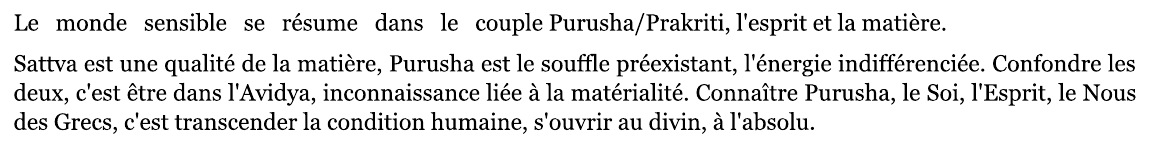 Le monde sensible se résume dans le couple Purusha/Prakriti, l'esprit et la matière.
Sattva est une qualité de la matière, Purusha est le souffle préexistant, l'énergie indifférenciée. Confondre les
deux, c'est être dans l'Avidya, inconnaissance liée à la matérialité. Connaître Purusha, le Soi, l'Esprit, le Nous
des Grecs, c'est transcender la condition humaine, s'ouvrir au divin, à l'absolu.